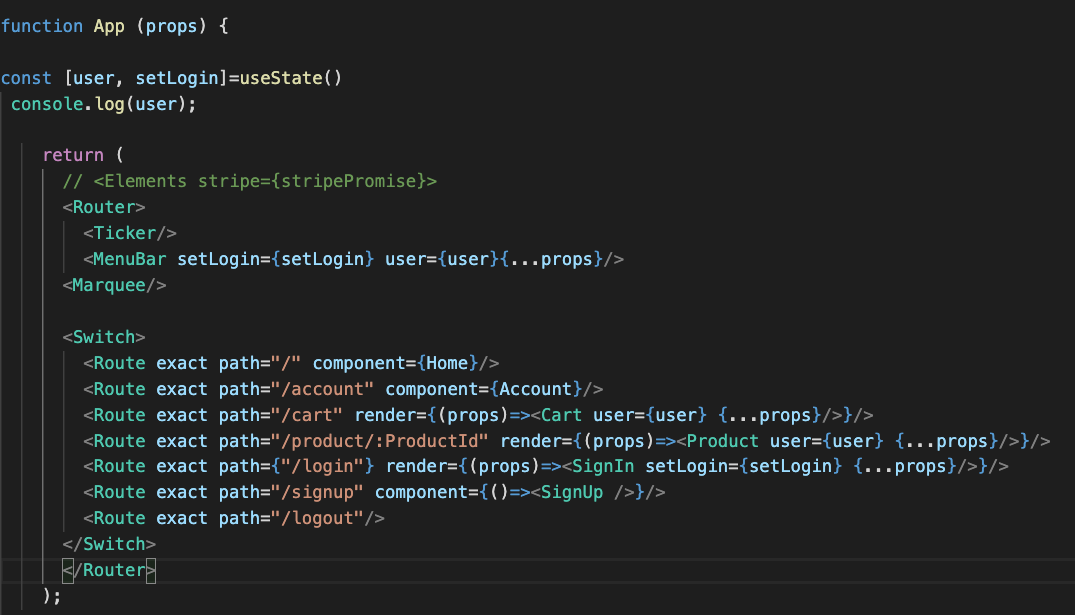 function App (props) {
const [user, setLogin]=useState()
console.log(user);
return (
// <Elements stripe={stripePromise}>
<Router>
<Ticker/>
<MenuBar setLogin={setLogin} user={user}{...props}/>
<Marquee/>
<Switch>
<Route exact path="/" component={Home}/>
<Route exact path="/account" component={Account}/>
<Route exact path="/cart" render={(props)=><Cart user={user} {...props}/>}/>
<Route exact path="/product/:ProductId" render={(props)=><Product user={user} {...props}/>}/>
<Route exact path={"/login"} render={(props)=><SignIn setLogin={setLogin} {...props}/>}/>
<Route exact path="/signup" component={()=><SignUp />}/>
<Route exact path="/logout"/>
</Switch>
</Router>
);